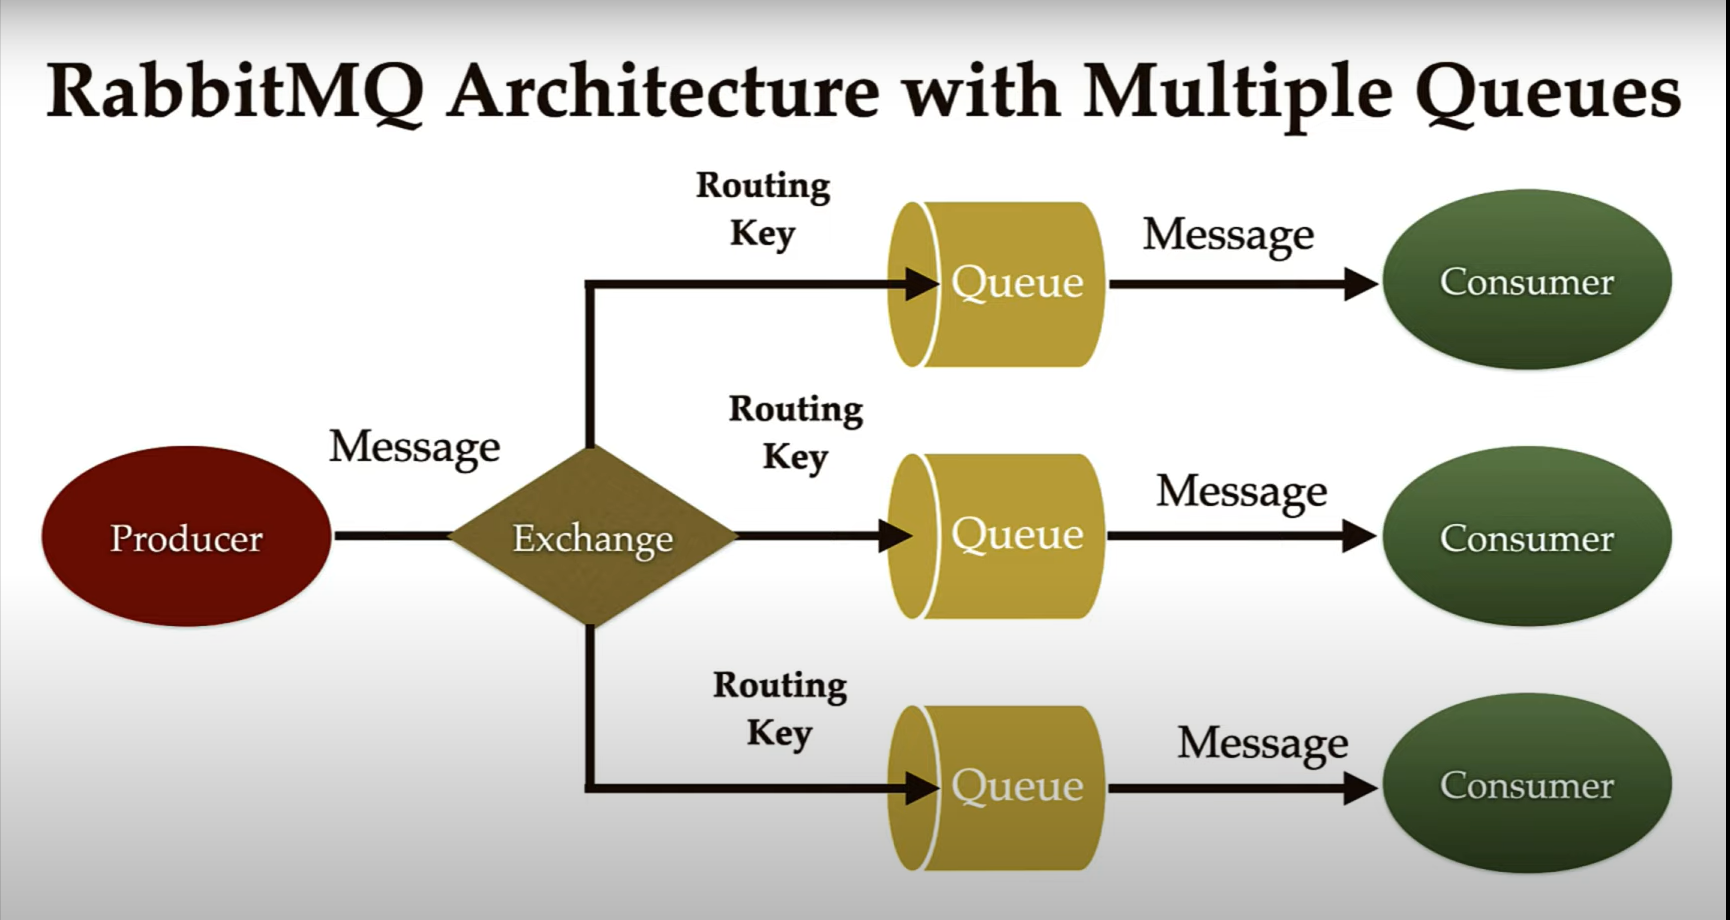 RabbitMQ Architecture with Multiple Queues
Routing
Key
Queue
Message
Consumer
Routing
Key
Message
Producer
Exchange
Queue
Message
Consumer
Routing
Key
Queue
Message
Consumer